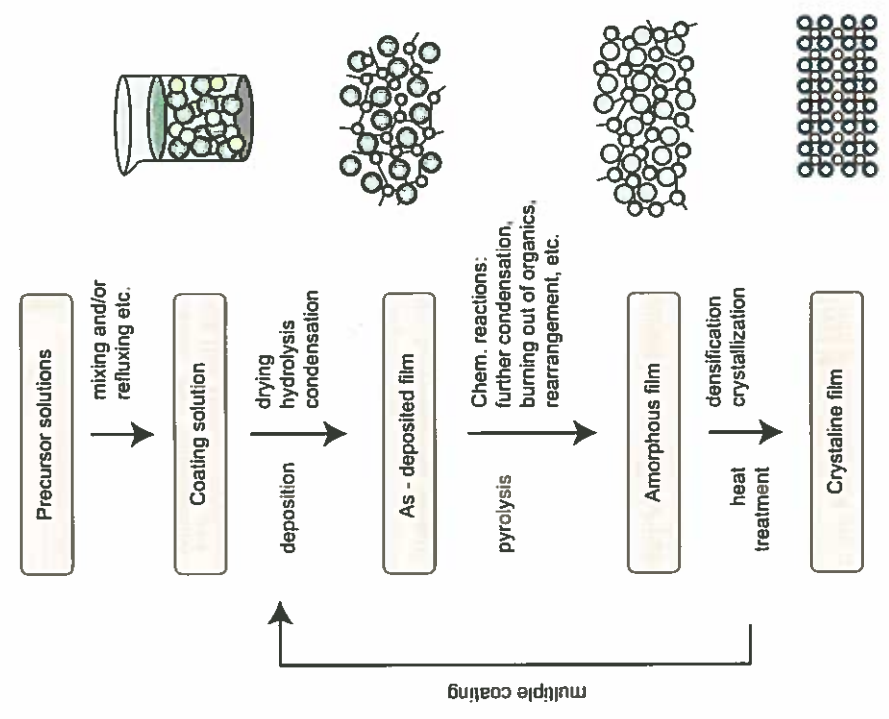 Precursor solutions
mixing and/or
refluxing etc.
Coating solution
deposition
drying
hydrolysis
condensation
As - deposited film
pyrolysis
Chem. reactions:
further condensation,
burning out of organics,
rearrangement, etc.
Amorphous film
heat
treatment
densification
crystallization
Crystaline film
multiple coating